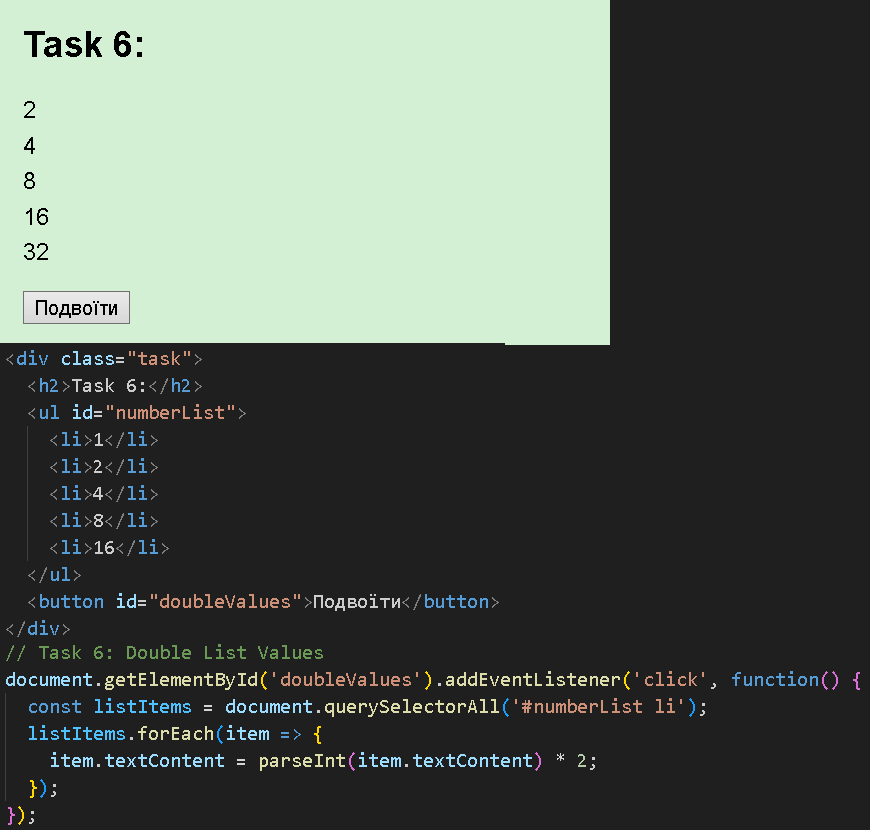 Task 6:
2
4
8
16
32
Подвоїти
<div class="task">
<h2>Task 6:</h2>
<ul id="numberList">
<li>1</li>
<li>2</li>
<li>4</li>
<li>8</li>
<li>16</li>
</ul>
<button id="doubleValues">Подвоїти</button>
</div>
// Task 6: Double List Values
document.getElementById('doubleValues').addEventListener('click', function() {
const listItems = document.querySelectorAll('#numberList li');
listItems.forEach(item => {
item.textContent = parseInt(item.textContent) * 2;
});
});